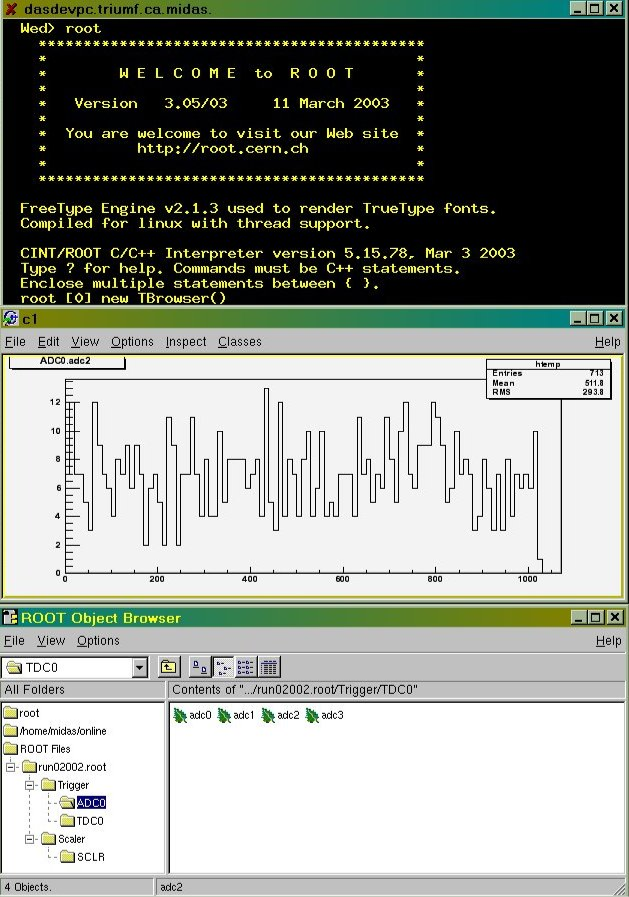 dasdevpc.triumf.ca.midas.
Wed> root
*******************************************
*                                         *
*        W E L C O M E  to  R O O T       *
*                                         *
*   Version   3.05/03     11 March 2003   *
*                                         *
*  You are welcome to visit our Web site  *
*          http://root.cern.ch            *
*                                         *
*******************************************
FreeType Engine v2.1.3 used to render TrueType fonts.
Compiled for linux with thread support.
CINT/ROOT C/C++ Interpreter version 5.15.78, Mar 3 2003
Type ? for help. Commands must be C++ statements.
Enclose multiple statements between { }.
root [0] new TBrowser()
c1
File Edit View Options Inspect Classes Help
ADC0.adc2
htemp
Entries 713
Mean 511.8
RMS 293.8
12
10
8
6
4
2
0
0 200 400 600 800 1000
ROOT Object Browser
File View Options Help
TDC0
All Folders Contents of ".../run02002.root/Trigger/TDC0"
root
/home/midas/online
ROOT Files
run02002.root
Trigger
ADC0
TDC0
Scaler
SCLR
adc0 adc1 adc2 adc3
4 Objects. adc2